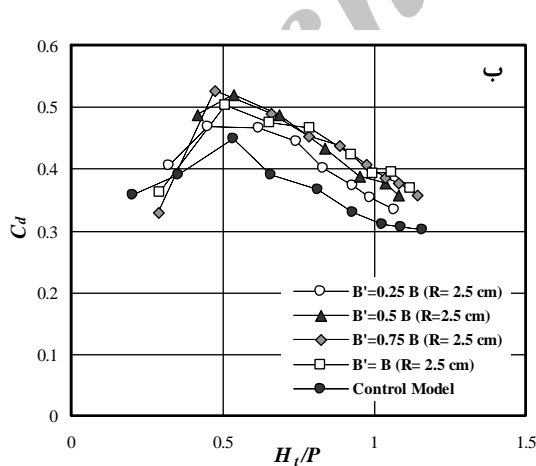 0.6
ب
0.5
0.4
C_d 0.3
B'=0.25 B (R= 2.5 cm)
0.2
B'=0.5 B (R=2.5 cm)
B'=0.75 B (R= 2.5 cm)
0.1
B'= B (R= 2.5 cm)
Control Model
0
0 0.5 1 1.5
H_t/P